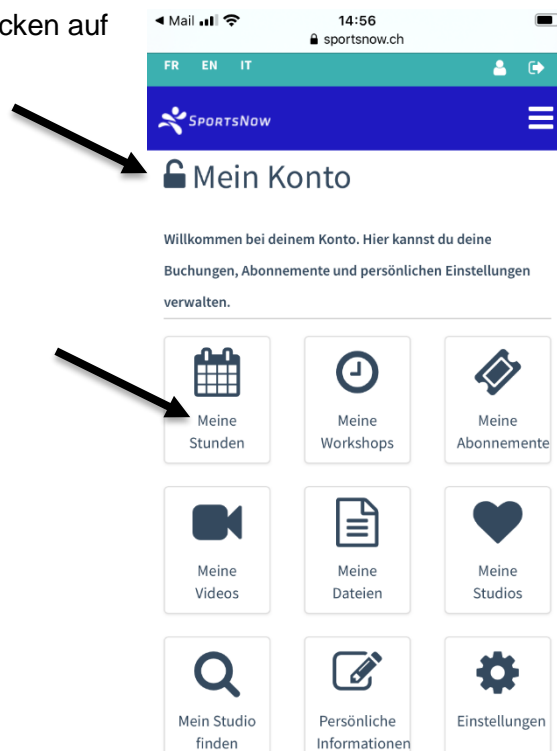 cken auf
Mail
14:56
sportsnow.ch
FR EN IT
SPORTSNOW
Mein Konto
Willkommen bei deinem Konto. Hier kannst du deine
Buchungen, Abonnemente und persönlichen Einstellungen
verwalten.
Meine
Stunden
Meine
Workshops
Meine
Abonnemente
Meine
Videos
Meine
Dateien
Meine
Studios
Mein Studio
finden
Persönliche
Informationen
Einstellungen